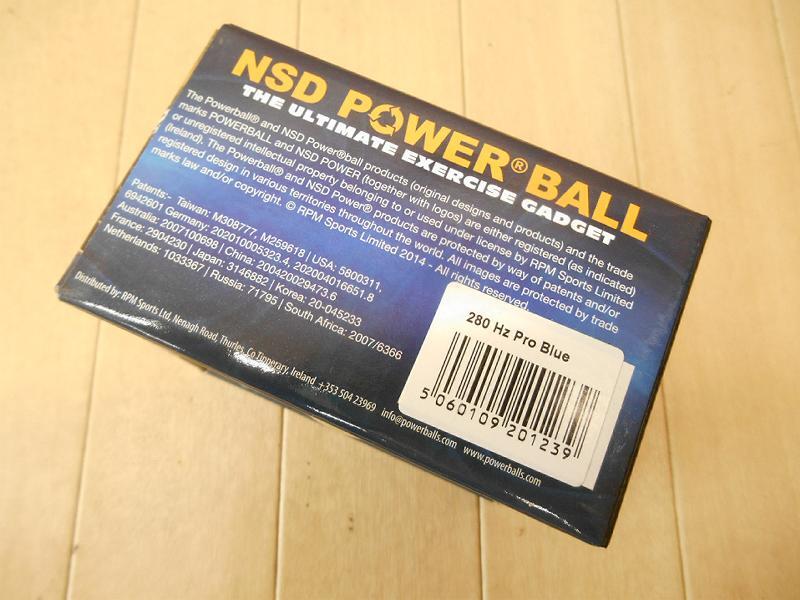 NSD POWER® BALL
THE ULTIMATE EXERCISE GADGET
The Powerball® and NSD Power®ball products (original designs and products) and the trade
marks POWERBALL and NSD POWER (together with logos) are either registered (as indicated)
or unregistered intellectual property belonging to or used under license by RPM Sports Limited
(Ireland). The Powerball® and NSD Power® products are protected by way of patents and/or
registered design in various territories throughout the world. All images are protected by trade
marks law and/or copyright. © RPM Sports Limited 2014 - All rights reserved.
Patents:- Taiwan: M308777, M259618 | USA: 5800311,
6942601 Germany: 202010003323.4, 202004016651.8
Australia: 2007100698 | China: 200420029473.6
France: 2904230 | Japan: 3146862 | Korea: 20-045233
Netherlands: 1033367 | Russia: 71795 | South Africa: 2007/6366
Distributed by: RPM Sports Ltd, Nenagh Road, Thurles, Co Tipperary, Ireland +353 504 23969 info@powerballs.com www.powerballs.com
280 Hz Pro Blue
5 060109 201239